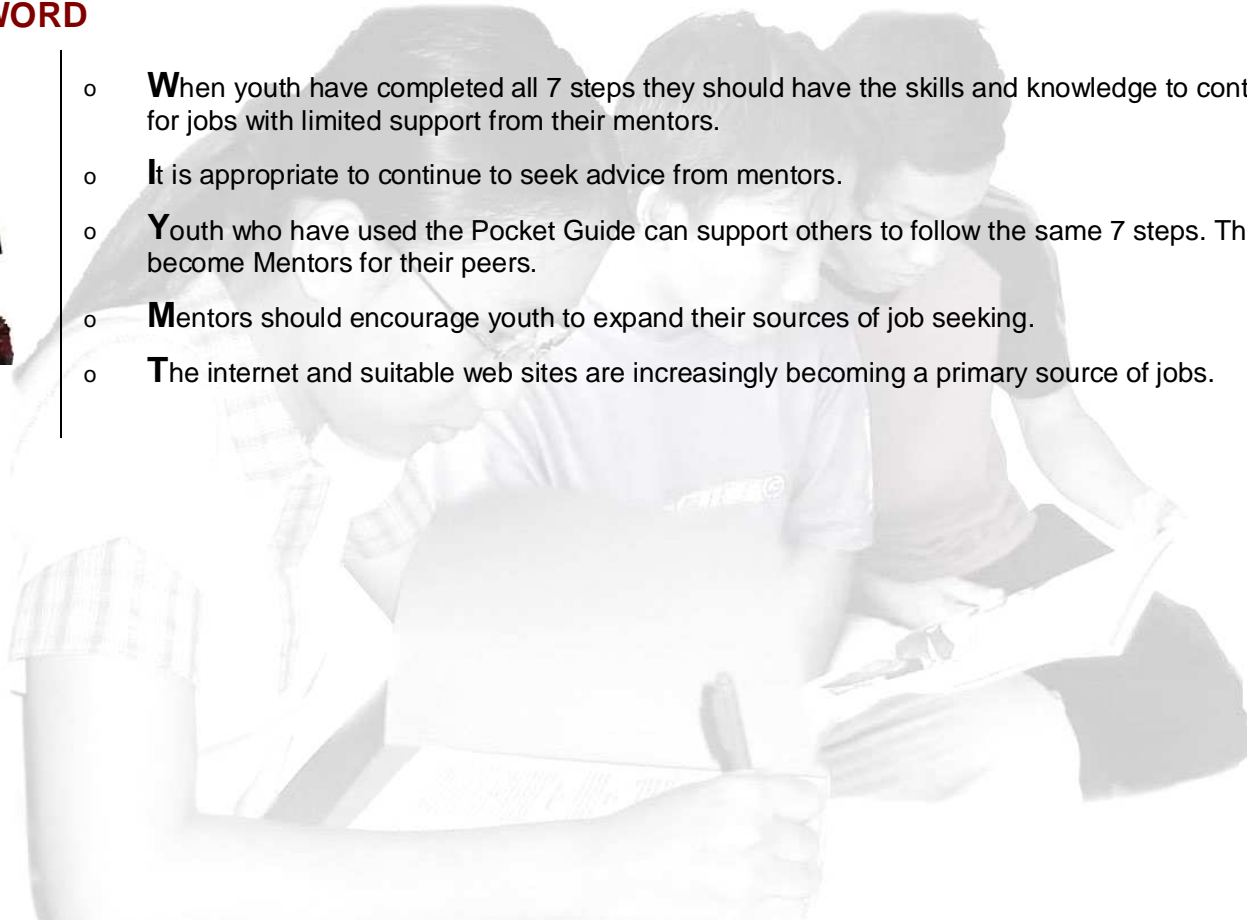 WORD
o When youth have completed all 7 steps they should have the skills and knowledge to cont
for jobs with limited support from their mentors.
o It is appropriate to continue to seek advice from mentors.
o Youth who have used the Pocket Guide can support others to follow the same 7 steps. Th
become Mentors for their peers.
o Mentors should encourage youth to expand their sources of job seeking.
o The internet and suitable web sites are increasingly becoming a primary source of jobs.